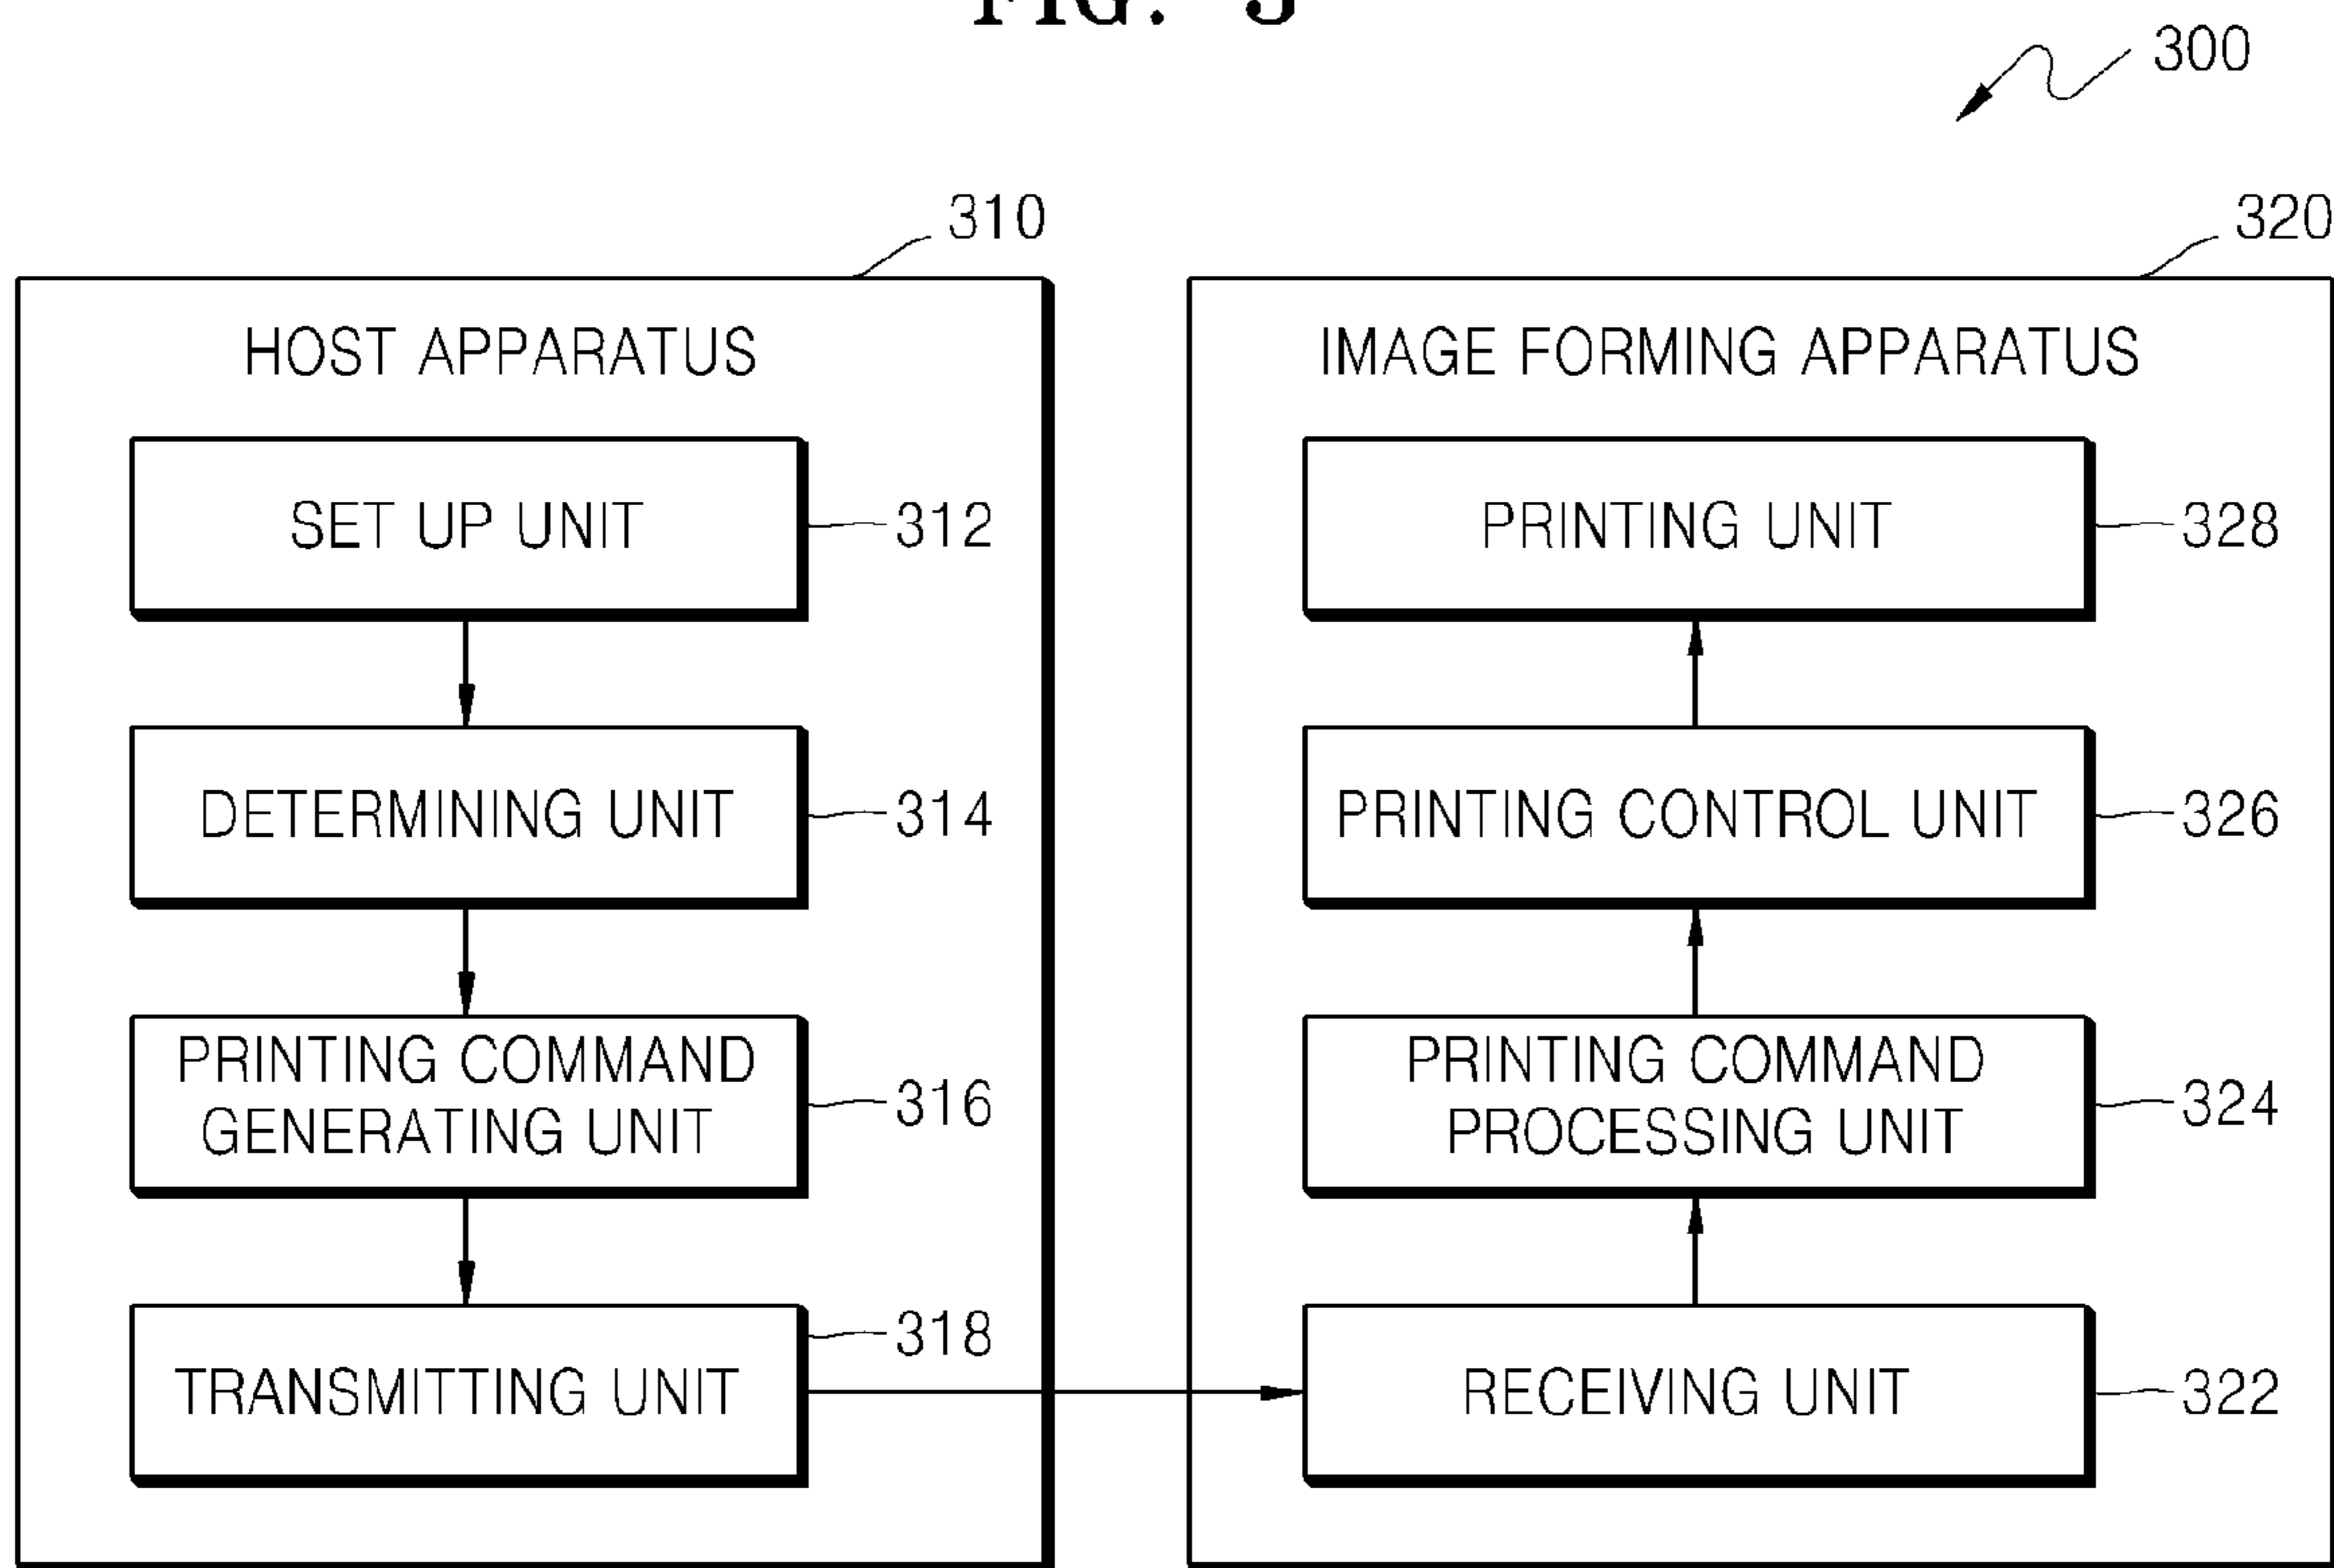 FIG.
300
310
320
HOST APPARATUS
SET UP UNIT
312
DETERMINING UNIT
314
PRINTING COMMAND
GENERATING UNIT
316
TRANSMITTING UNIT
318
IMAGE FORMING APPARATUS
PRINTING UNIT
328
PRINTING CONTROL UNIT
326
PRINTING COMMAND
PROCESSING UNIT
324
RECEIVING UNIT
322